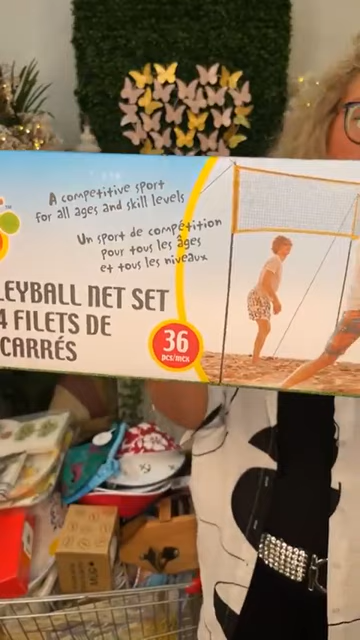 A competitive sport
for all ages and skill levels
Un sport de compétition
pour tous les âges
et tous les niveaux
LEYBALL NET SET
4 FILETS DE
CARRÉS
36
pcs/mcx